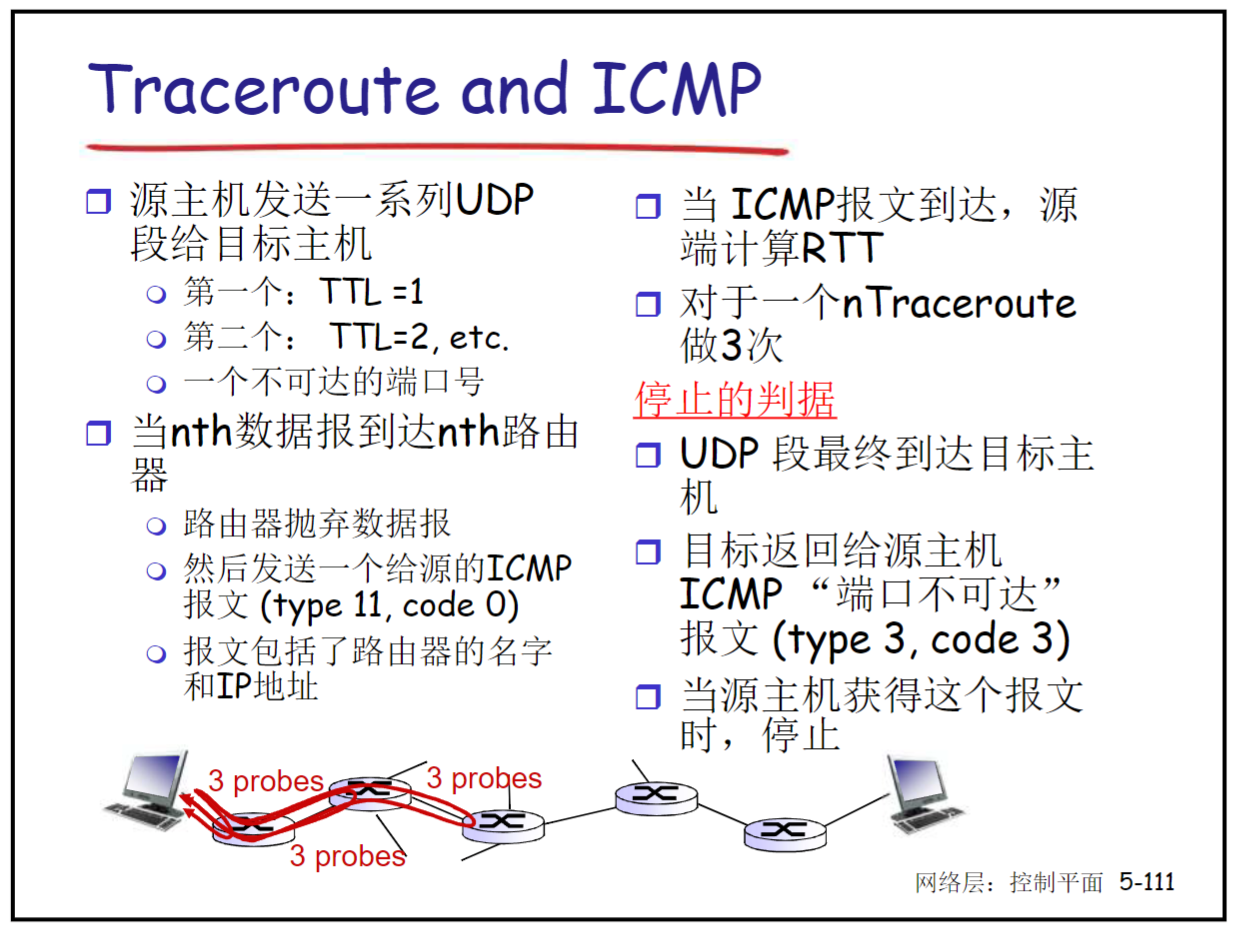 Traceroute and ICMP
源主机发送一系列UDP
段给目标主机
第一个：TTL =1
第二个： TTL=2, etc.
一个不可达的端口号
当nth数据报到达nth路由
器
路由器抛弃数据报
然后发送一个给源的ICMP
报文 (type 11, code 0)
报文包括了路由器的名字
和IP地址
当 ICMP报文到达，源
端计算RTT
对于一个nTraceroute
做3次
停止的判据
UDP 段最终到达目标主
机
目标返回给源主机
ICMP “端口不可达”
报文 (type 3, code 3)
当源主机获得这个报文
时，停止
3 probes
3 probes
3 probes
网络层：控制平面 5-111